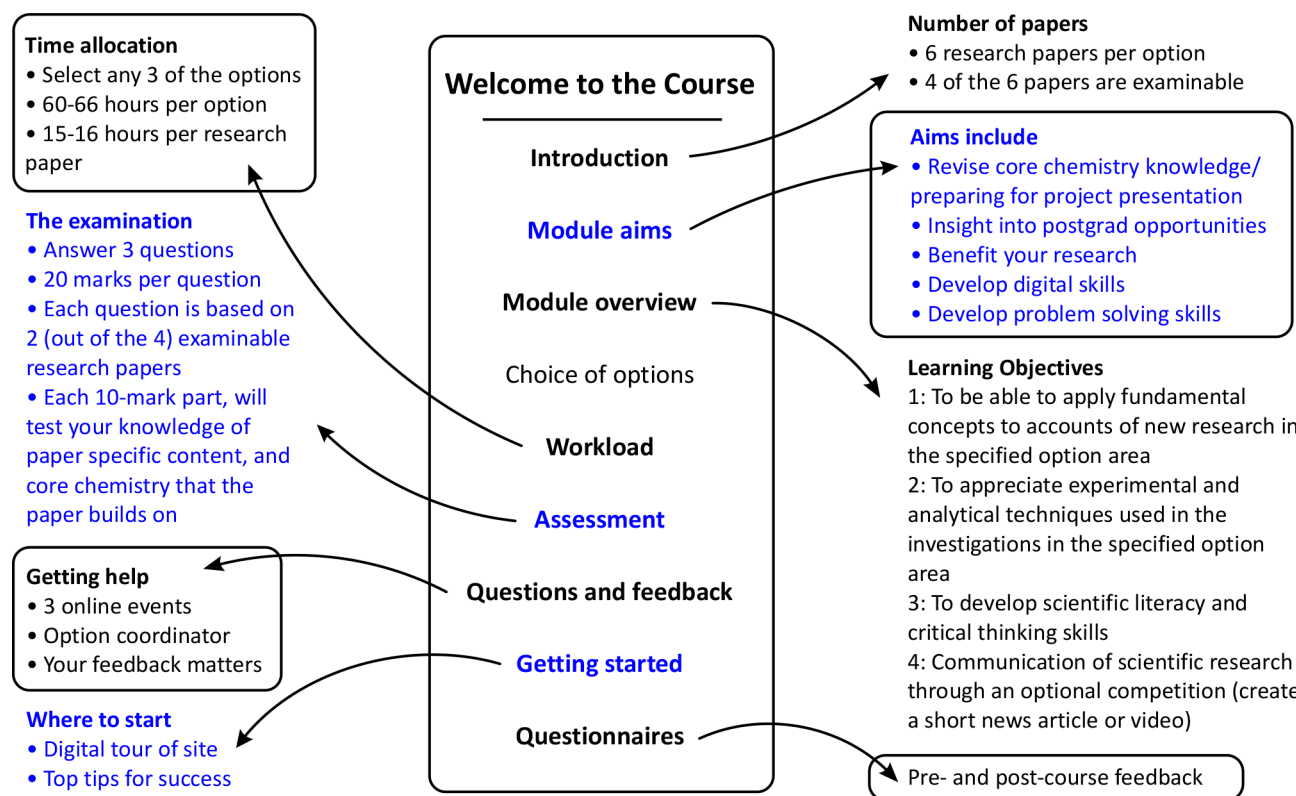 Time allocation
• Select any 3 of the options
• 60-66 hours per option
• 15-16 hours per research
paper
The examination
• Answer 3 questions
• 20 marks per question
• Each question is based on
2 (out of the 4) examinable
research papers
• Each 10-mark part, will
test your knowledge of
paper specific content, and
core chemistry that the
paper builds on
Getting help
• 3 online events
• Option coordinator
• Your feedback matters
Where to start
• Digital tour of site
• Top tips for success
Welcome to the Course
Introduction
Module aims
Module overview
Choice of options
Workload
Assessment
Questions and feedback
Getting started
Questionnaires
Number of papers
• 6 research papers per option
• 4 of the 6 papers are examinable
Aims include
• Revise core chemistry knowledge/
preparing for project presentation
• Insight into postgrad opportunities
• Benefit your research
• Develop digital skills
• Develop problem solving skills
Learning Objectives
1: To be able to apply fundamental
concepts to accounts of new research in
the specified option area
2: To appreciate experimental and
analytical techniques used in the
investigations in the specified option
area
3: To develop scientific literacy and
critical thinking skills
4: Communication of scientific research
through an optional competition (create
a short news article or video)
Pre- and post-course feedback